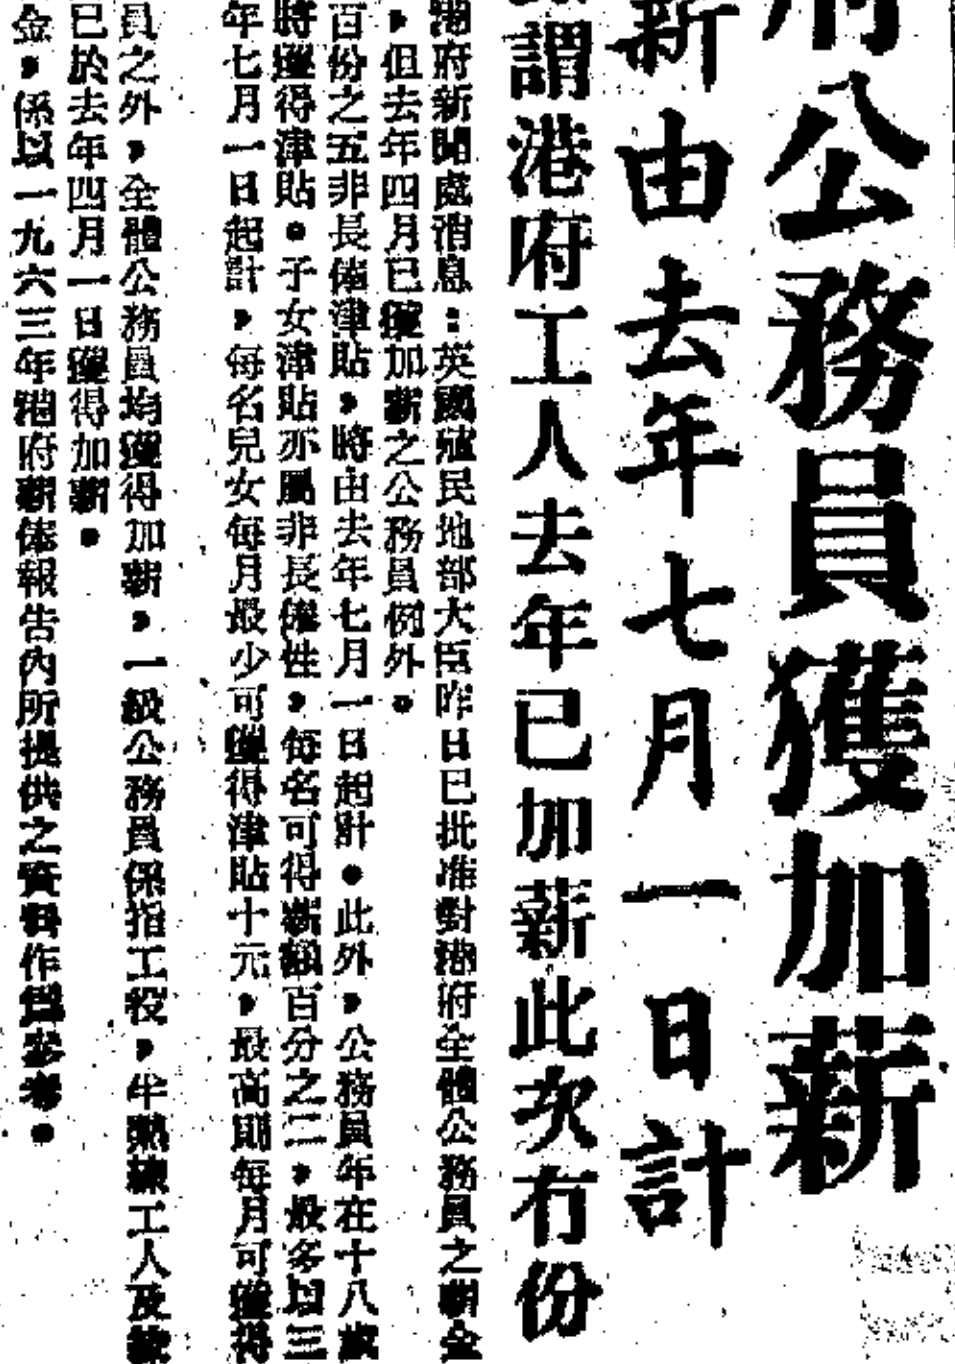 公務員獲加薪
新由去年七月一日計
謂港府工人去年已加薪此次冇份
港府新聞處消息：英國殖民地部大臣昨日已批准對港府全體公務員之薪金
，但去年四月已獲加薪之公務員例外。
百份之五非長俸津貼，將由去年七月一日起計。此外，公務員年在十八歲
時獲得津貼。子女津貼亦屬非長俸性，每名可得薪額百分之二，最多以三
年七月一日起計，每名兒女每月最少可獲得津貼十元，最高則每月可獲得
員之外，全體公務員均獲得加薪，一級公務員係指工役，半熟練工人及
已於去年四月一日獲得加薪。
金，係以一九六三年港府薪俸報告內所提供之資料作為參考。